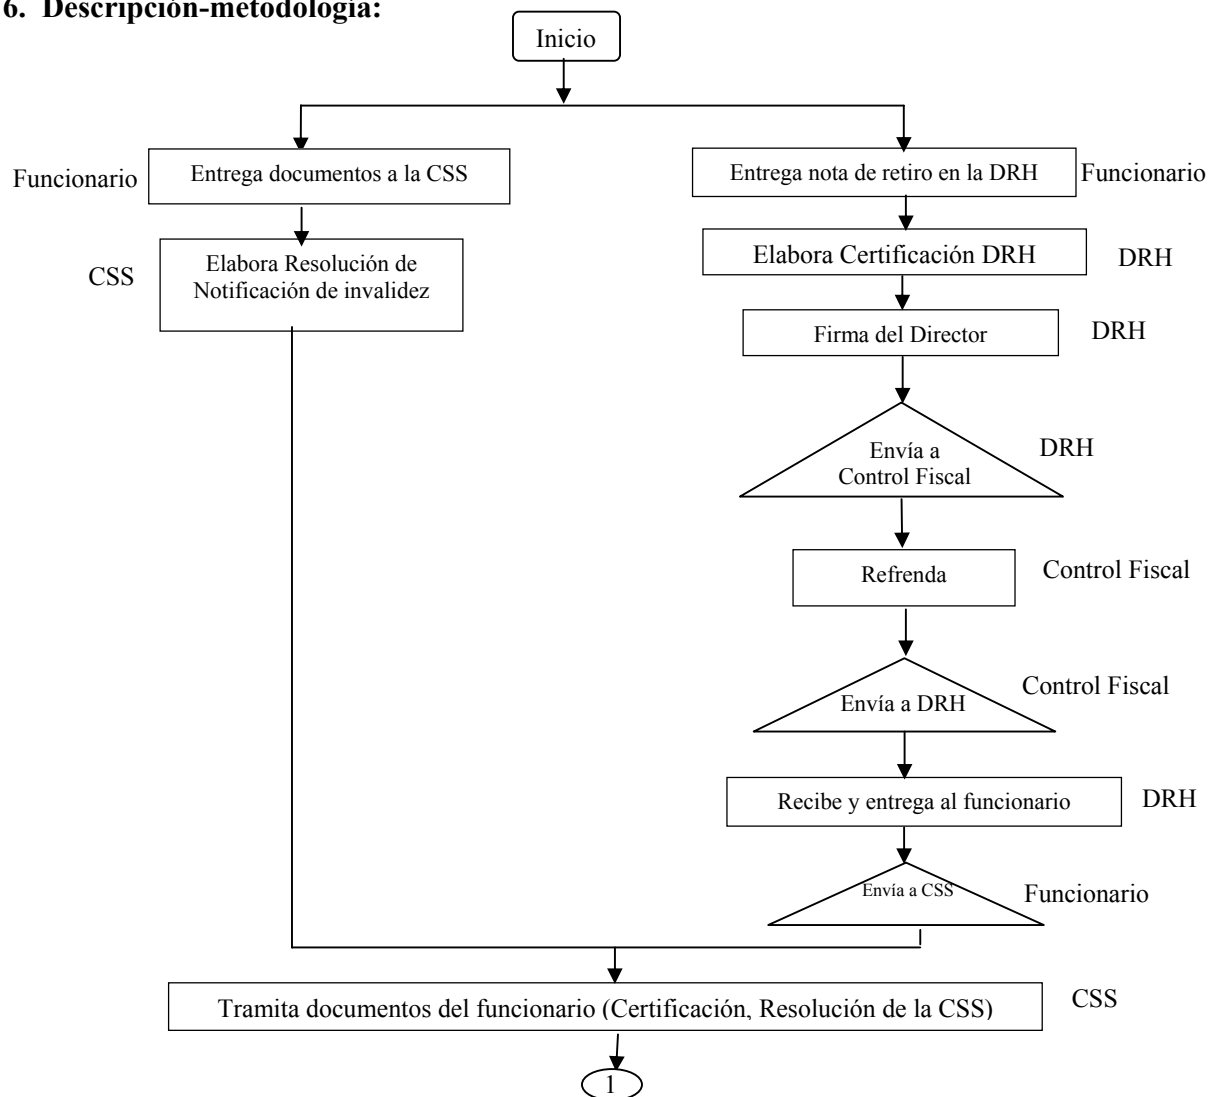 6. Descripción-metodología:
Inicio
Funcionario
Entrega documentos a la CSS
Entrega nota de retiro en la DRH
Funcionario
CSS
Elabora Resolución de
Notificación de invalidez
Elabora Certificación DRH
DRH
Firma del Director
DRH
Envía a
Control Fiscal
DRH
Refrenda
Control Fiscal
Envía a DRH
Control Fiscal
Recibe y entrega al funcionario
DRH
Envía a CSS
Funcionario
Tramita documentos del funcionario (Certificación, Resolución de la CSS)
CSS
1